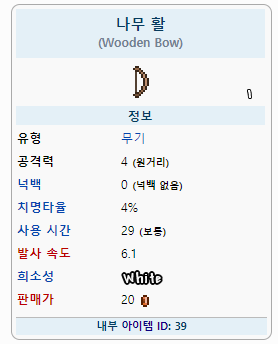 나무 활
(Wooden Bow)
정보
유형 무기
공격력 4 (원거리)
넉백 0 (넉백 없음)
치명타율 4%
사용 시간 29 (보통)
발사 속도 6.1
희소성 White
판매가 20
내부 아이템 ID: 39